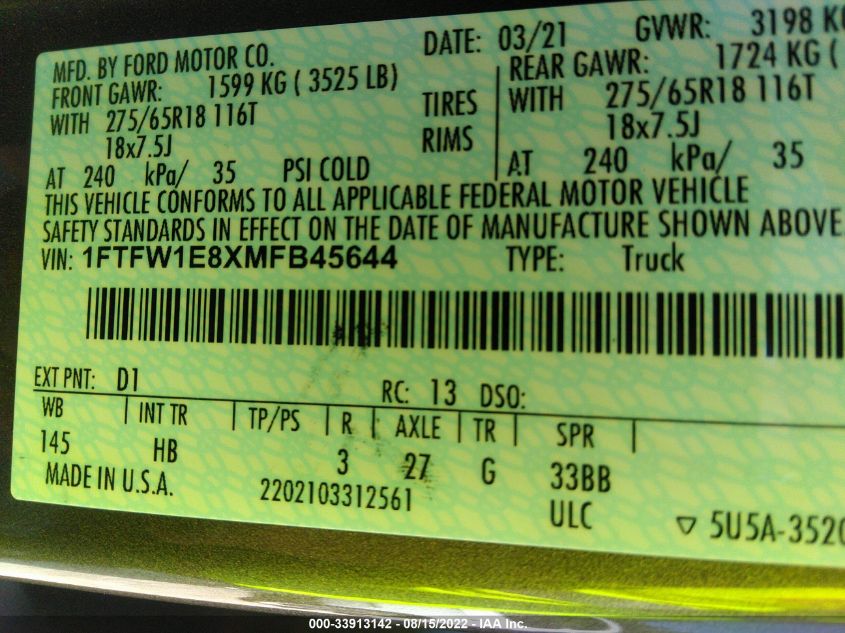 MFD. BY FORD MOTOR CO. DATE: 03/21 GVWR: 3198 KG
FRONT GAWR: 1599 KG ( 3525 LB) REAR GAWR: 1724 KG (
WITH 275/65R18 116T TIRES WITH 275/65R18 116T
18x7.5J RIMS 18x7.5J
AT 240 kPa/ 35 PSI COLD AT 240 kPa/ 35
THIS VEHICLE CONFORMS TO ALL APPLICABLE FEDERAL MOTOR VEHICLE
SAFETY STANDARDS IN EFFECT ON THE DATE OF MANUFACTURE SHOWN ABOVE
VIN: 1FTFW1E8XMFB45644 TYPE: Truck
EXT PNT: D1 RC: 13 DSO:
WB INT TR TP/PS R AXLE TR SPR
145 HB 3 27 G 33BB
MADE IN U.S.A. 2202103312561 ULC 5U5A-3520
000-33913142 - 08/15/2022 - IAA Inc.